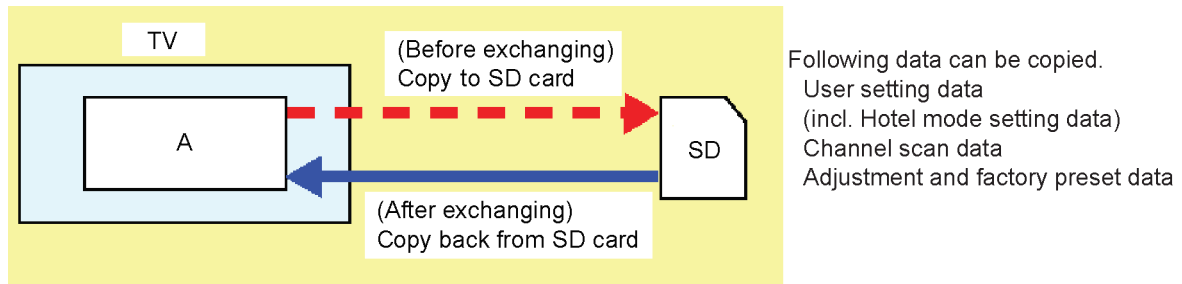 TV
(Before exchanging)
Copy to SD card
A
SD
(After exchanging)
Copy back from SD card
Following data can be copied.
User setting data
(incl. Hotel mode setting data)
Channel scan data
Adjustment and factory preset data